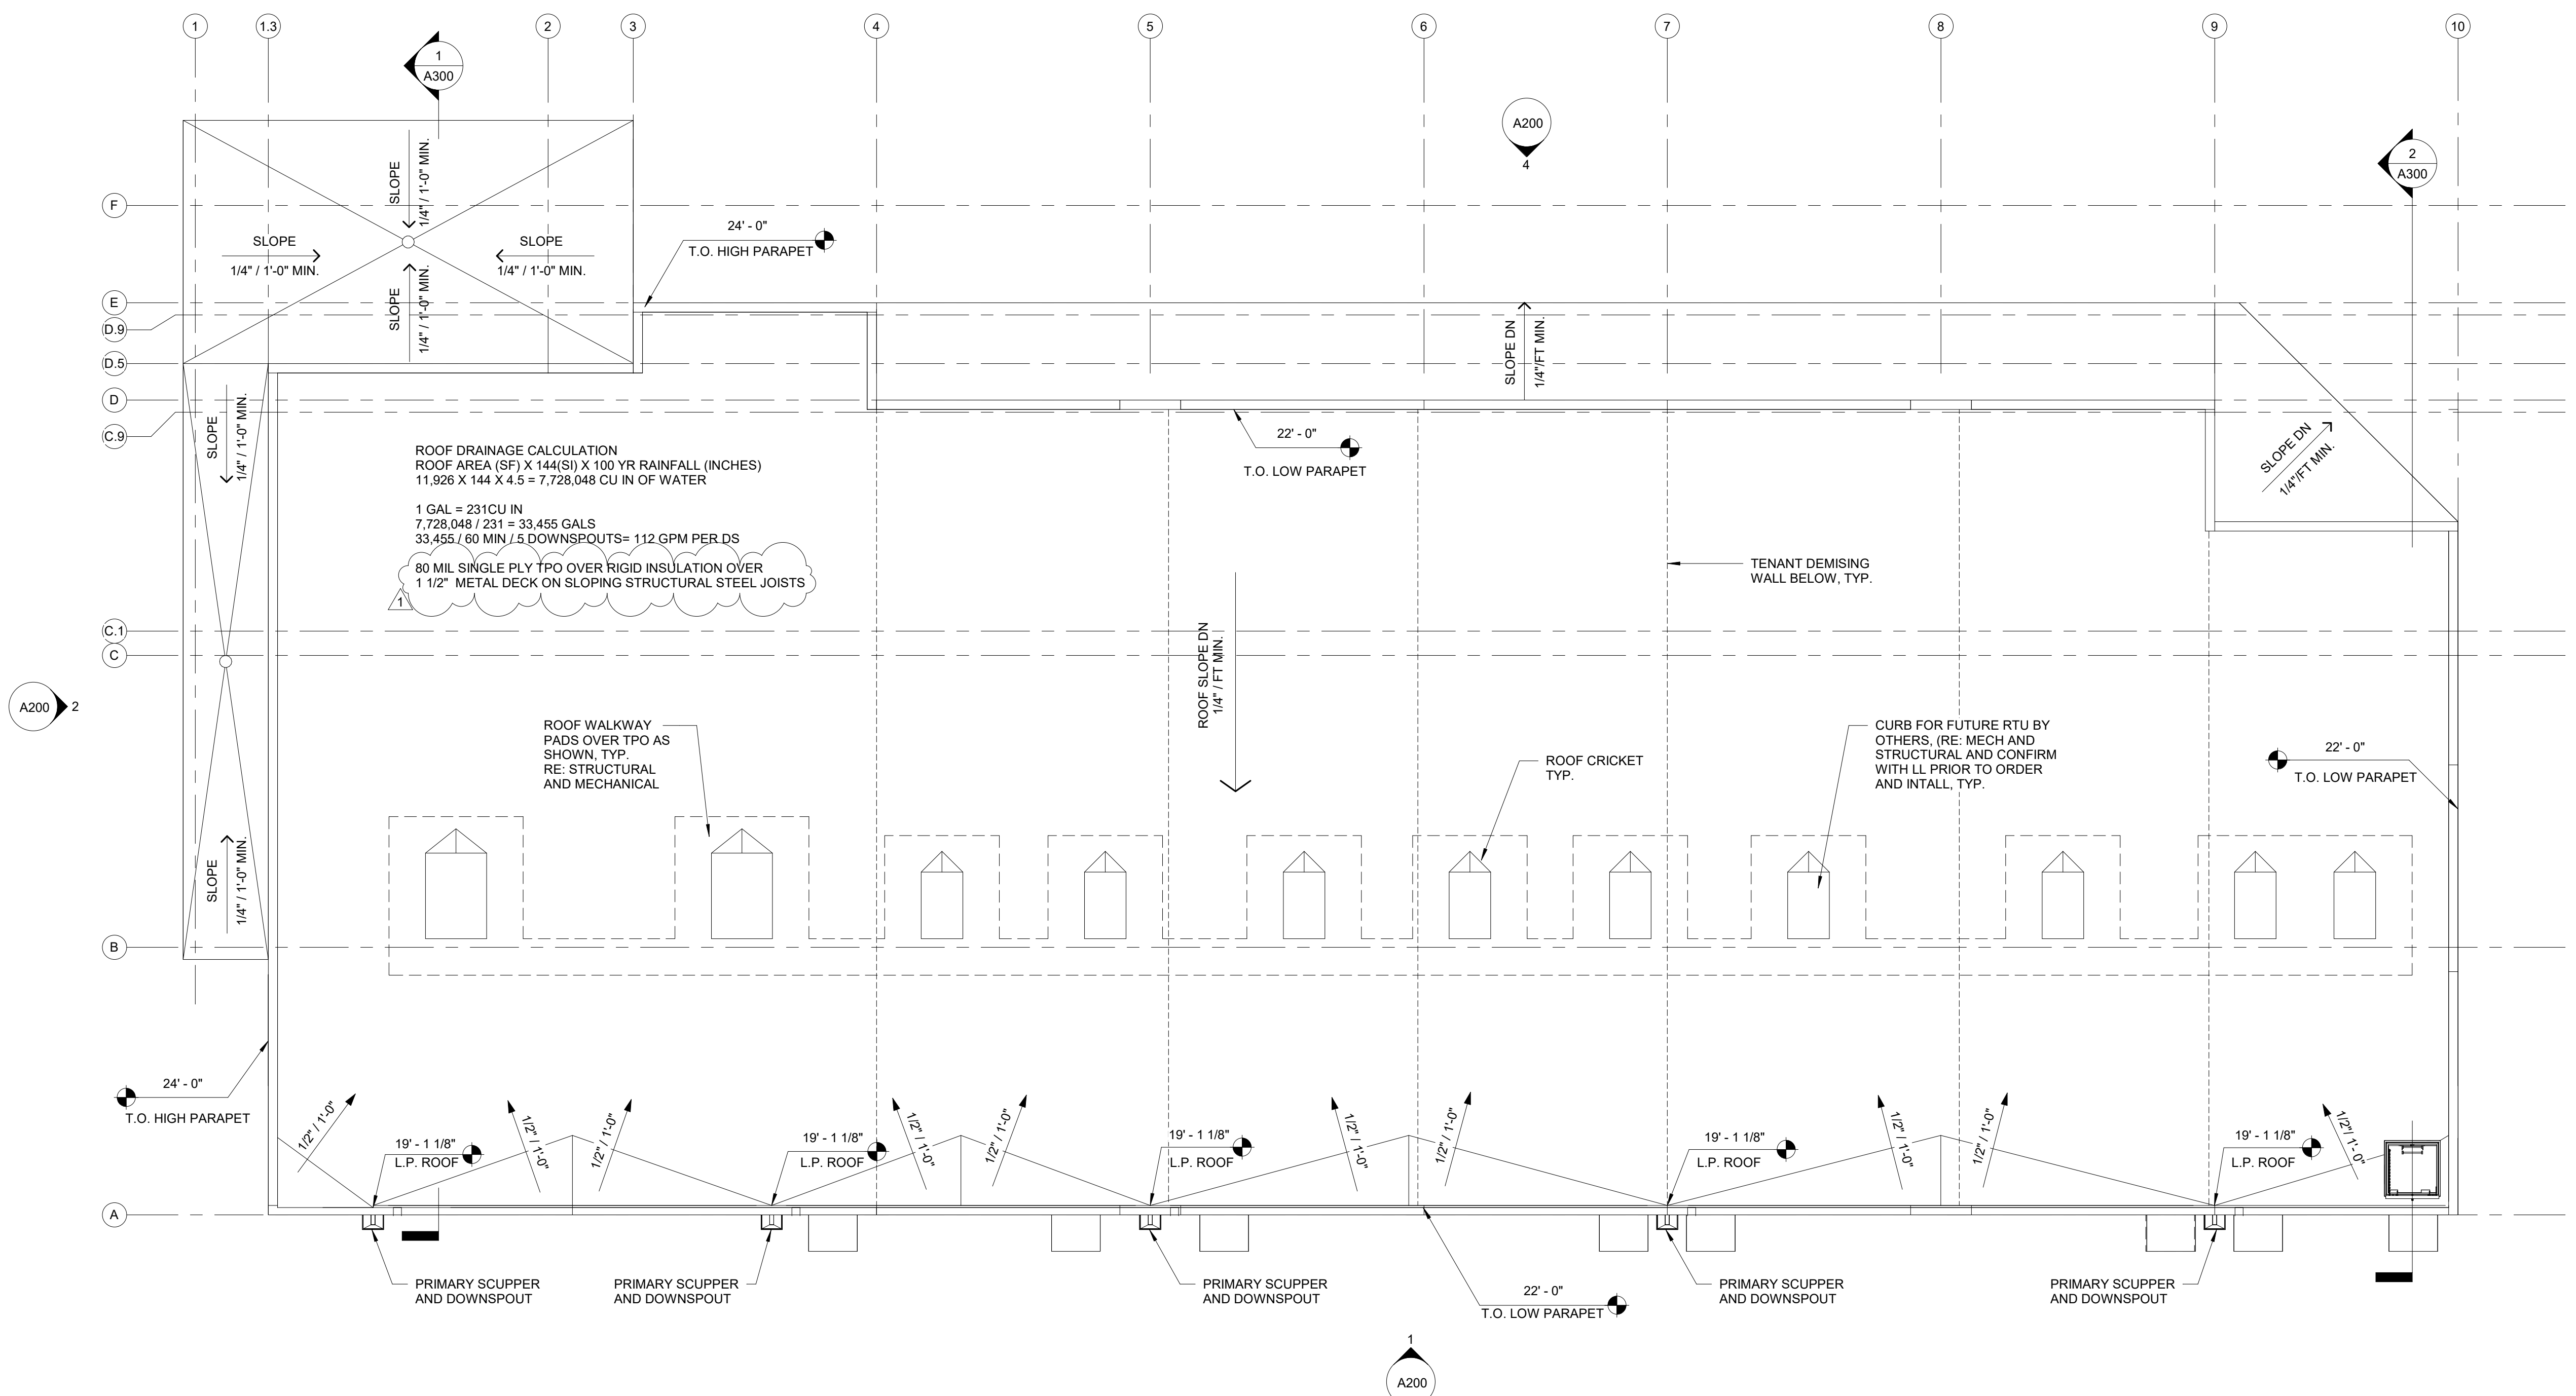 1
1.3
2
3
4
5
6
7
8
9
10
1
A300
A200
4
2
A300
F
E
D.9
D.5
D
C.9
C.1
C
B
A
SLOPE
1/4" / 1'-0" MIN.
SLOPE
1/4" / 1'-0" MIN.
SLOPE
1/4" / 1'-0" MIN.
SLOPE
1/4" / 1'-0" MIN.
24' - 0"
T.O. HIGH PARAPET
SLOPE DN
1/4"/FT MIN.
SLOPE
1/4" / 1'-0" MIN.
22' - 0"
T.O. LOW PARAPET
SLOPE DN
1/4"/FT MIN.
ROOF DRAINAGE CALCULATION
ROOF AREA (SF) X 144(SI) X 100 YR RAINFALL (INCHES)
11,926 X 144 X 4.5 = 7,728,048 CU IN OF WATER
1 GAL = 231CU IN
7,728,048 / 231 = 33,455 GALS
33,455 / 60 MIN / 5 DOWNSPOUTS= 112 GPM PER DS
80 MIL SINGLE PLY TPO OVER RIGID INSULATION OVER
1 1/2"  METAL DECK ON SLOPING STRUCTURAL STEEL JOISTS
1
TENANT DEMISING
WALL BELOW, TYP.
ROOF SLOPE DN
1/4" / FT MIN.
A200
2
ROOF WALKWAY
PADS OVER TPO AS
SHOWN, TYP.
RE: STRUCTURAL
AND MECHANICAL
ROOF CRICKET
TYP.
CURB FOR FUTURE RTU BY
OTHERS, (RE: MECH AND
STRUCTURAL AND CONFIRM
WITH LL PRIOR TO ORDER
AND INTALL, TYP.
22' - 0"
T.O. LOW PARAPET
SLOPE
1/4" / 1'-0" MIN.
24' - 0"
T.O. HIGH PARAPET
1/2" / 1'-0"
19' - 1 1/8"
L.P. ROOF
1/2" / 1'-0"
1/2" / 1'-0"
19' - 1 1/8"
L.P. ROOF
1/2" / 1'-0"
1/2" / 1'-0"
19' - 1 1/8"
L.P. ROOF
1/2" / 1'-0"
1/2" / 1'-0"
19' - 1 1/8"
L.P. ROOF
1/2" / 1'-0"
1/2" / 1'-0"
19' - 1 1/8"
L.P. ROOF
1/2"/ 1'- 0"
PRIMARY SCUPPER
AND DOWNSPOUT
PRIMARY SCUPPER
AND DOWNSPOUT
PRIMARY SCUPPER
AND DOWNSPOUT
22' - 0"
T.O. LOW PARAPET
PRIMARY SCUPPER
AND DOWNSPOUT
PRIMARY SCUPPER
AND DOWNSPOUT
1
A200